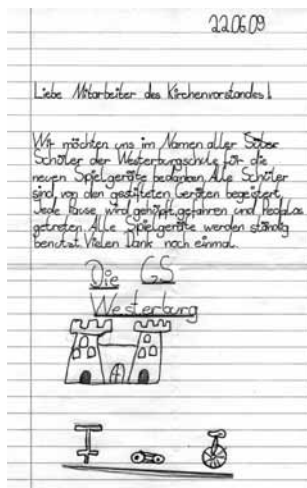 22.06.09
Liebe Mitarbeiter des Kirchenvorstandes!
Wir möchten uns im Namen aller
Schüler der Westerburgschule für die
neuen Spielgeräte bedanken. Alle Schüler
sind von den gestifteten Geräten begeistert.
Jede Pause wird gehüpft, gefahren und Pedalos
getreten. Alle Spielgeräte werden ständig
benutzt. Vielen Dank noch einmal.
Die GS
Westerburg